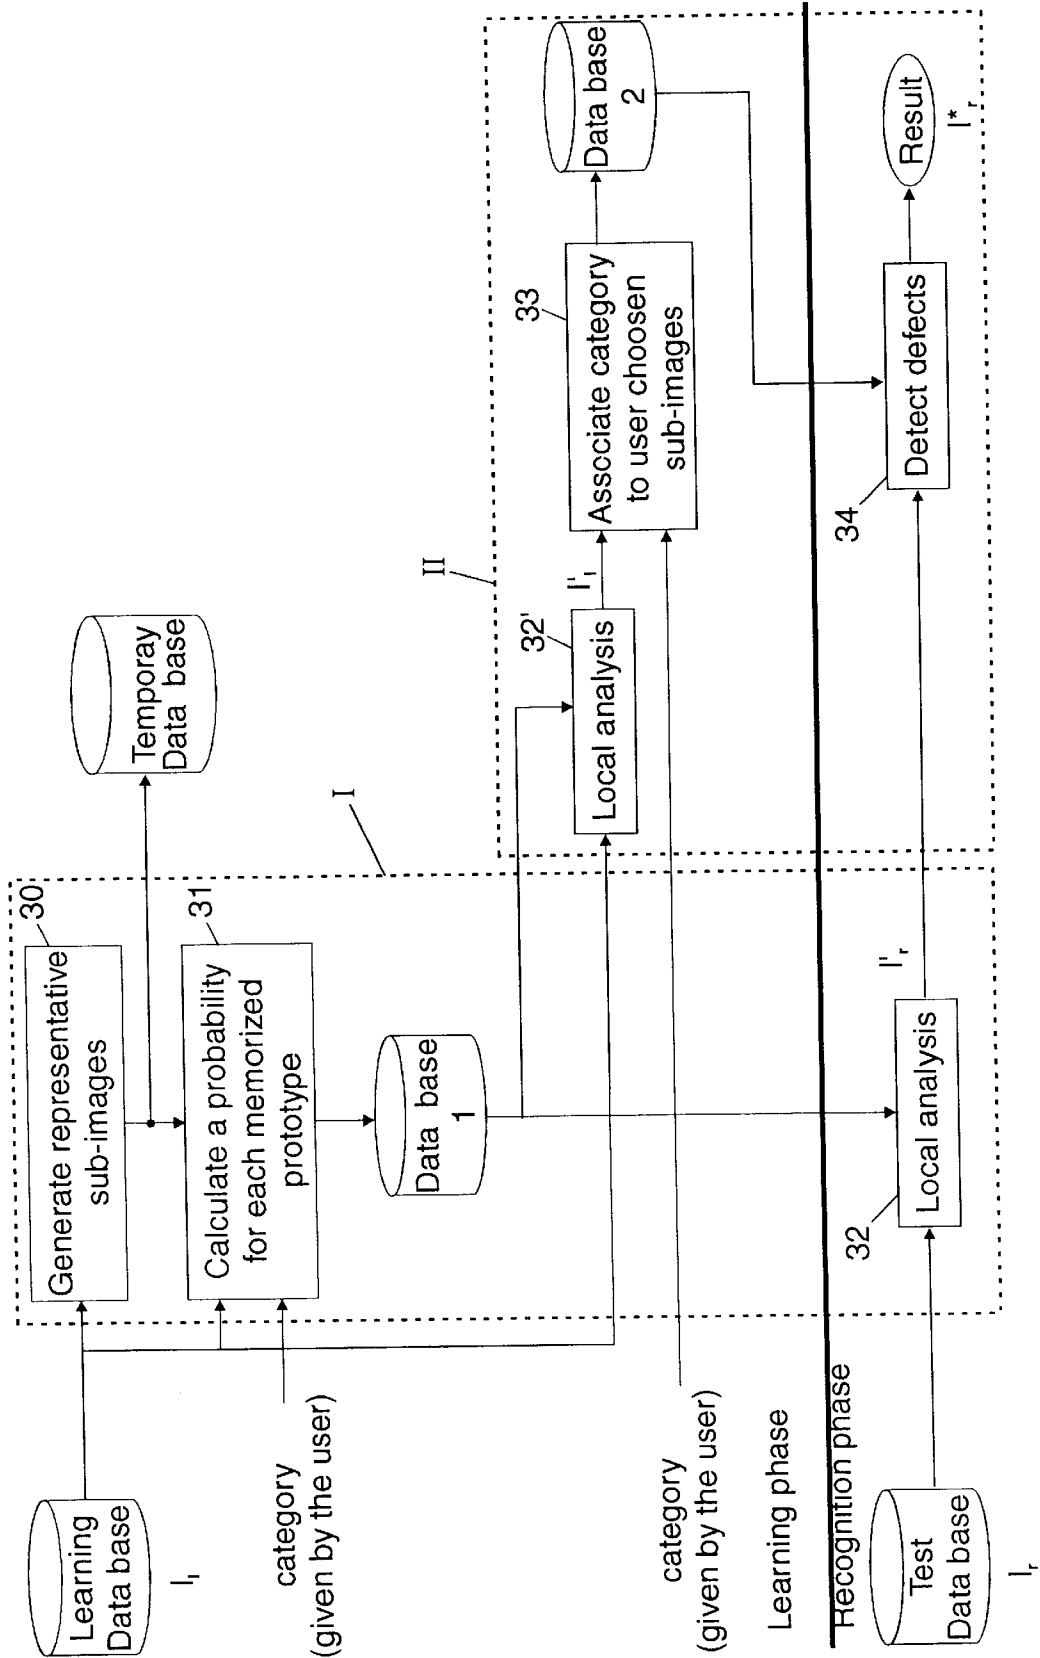 Learning
Data base
I_l
30
Generate representative
sub-images
Temporay
Data base
31
Calculate a probability
for each memorized
prototype
category
(given by the user)
I
Data base
1
II
32'
Local analysis
I'_l
33
Asscciate category
to user choosen
sub-images
Data base
2
category
(given by the user)
Learning phase
Recognition phase
Test
Data base
I_r
32
Local analysis
I'_r
34
Detect defects
Result
I*_r